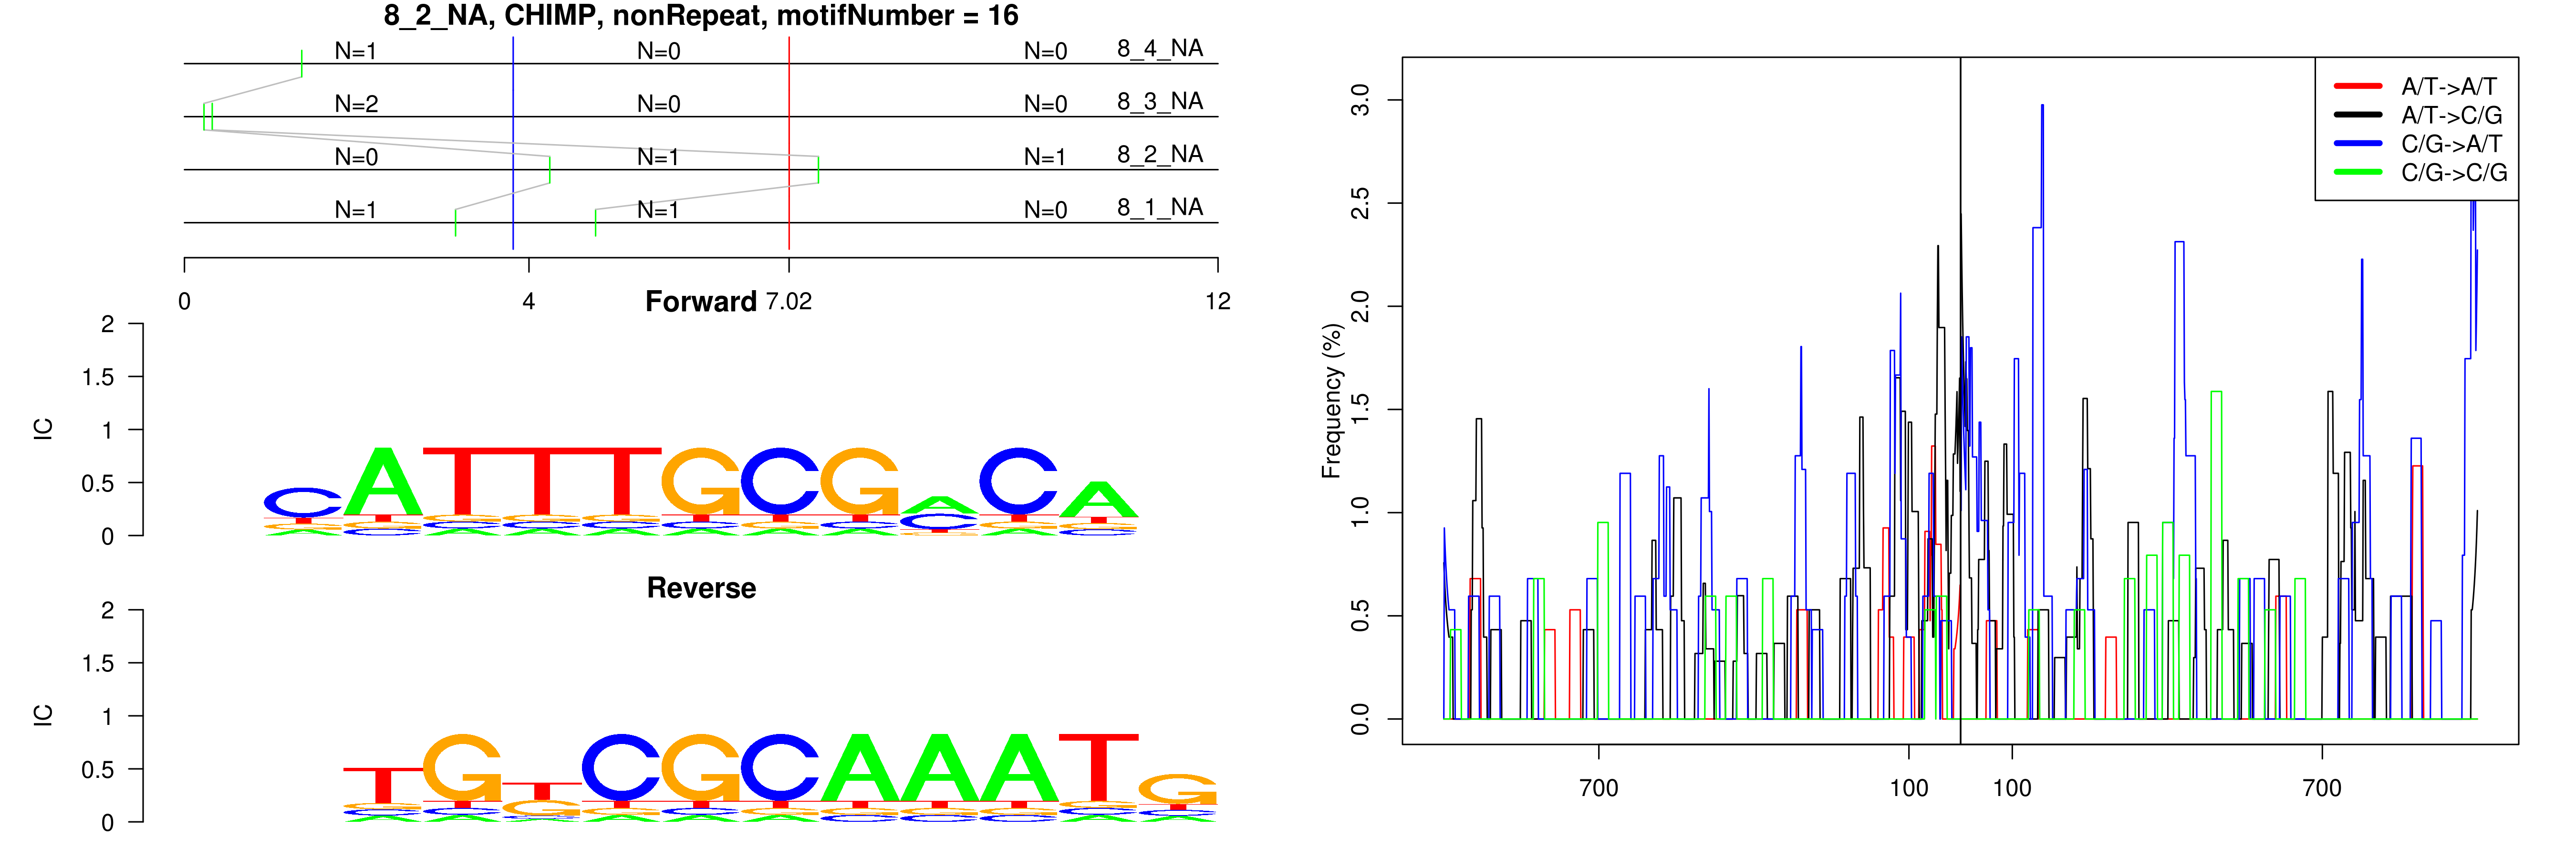 8_2_NA, CHIMP, nonRepeat, motifNumber = 16
N=1 N=0 N=0 8_4_NA
N=2 N=0 N=0 8_3_NA
N=0 N=1 N=1 8_2_NA
N=1 N=1 N=0 8_1_NA
0 4 7.02 12
Forward
IC
2
1.5
1
0.5
0
CATTTGCGACA
Reverse
IC
2
1.5
1
0.5
0
TGTCGCAAATG
Frequency (%)
3.0
2.5
2.0
1.5
1.0
0.5
0.0
700 100 100 700
A/T->A/T
A/T->C/G
C/G->A/T
C/G->C/G